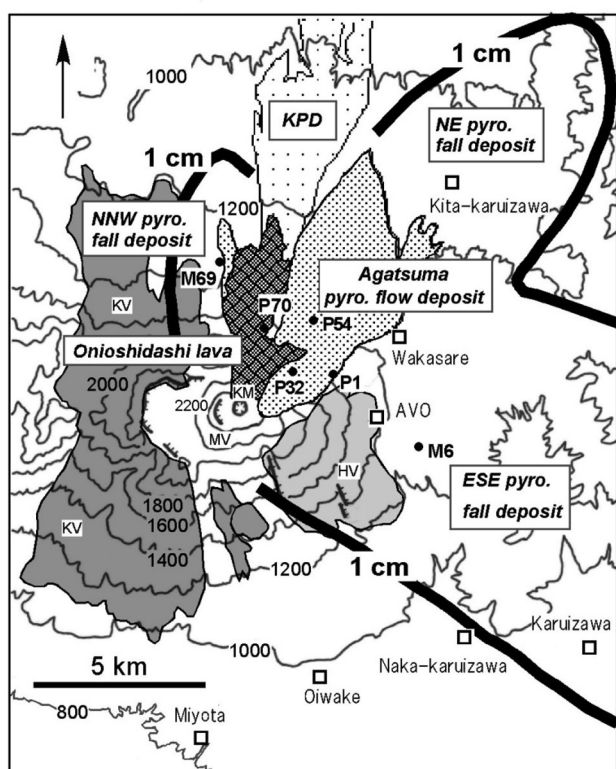 1 cm
1000
KPD
NE pyro.
fall deposit
1 cm
Kita-karuizawa
1200
NNW pyro.
fall deposit
M69
Agatsuma
pyro. flow deposit
KV
P70
P54
Onioshidashi lava
Wakasare
2000
P32
P1
2200
KM
AVO
MV
M6
HV
ESE pyro.
fall deposit
1800
KV
1600
1400
1200
1 cm
Karuizawa
1000
5 km
Naka-karuizawa
Oiwake
800
Miyota